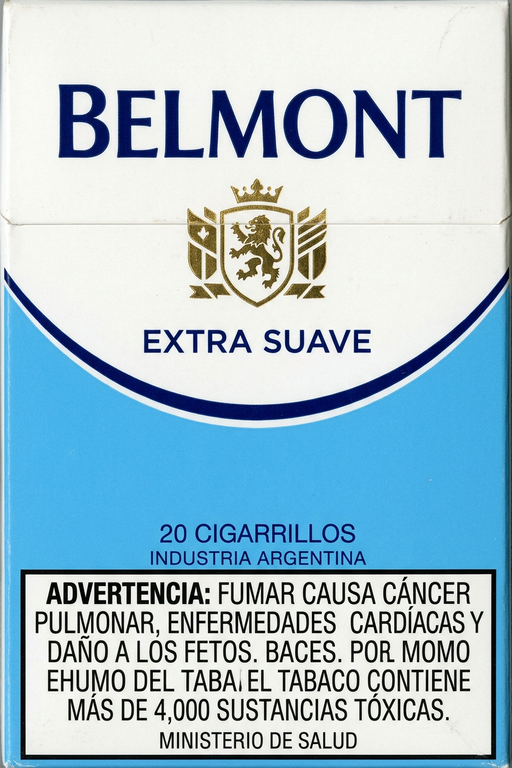 BELMONT
EXTRA SUAVE
20 CIGARRILLOS
INDUSTRIA ARGENTINA
ADVERTENCIA: FUMAR CAUSA CÁNCER
PULMONAR, ENFERMEDADES CARDÍACAS Y
DAÑO A LOS FETOS. BACES. POR MOMO
EHUMO DEL TABA EL TABACO CONTIENE
MÁS DE 4,000 SUSTANCIAS TÓXICAS.
MINISTERIO DE SALUD